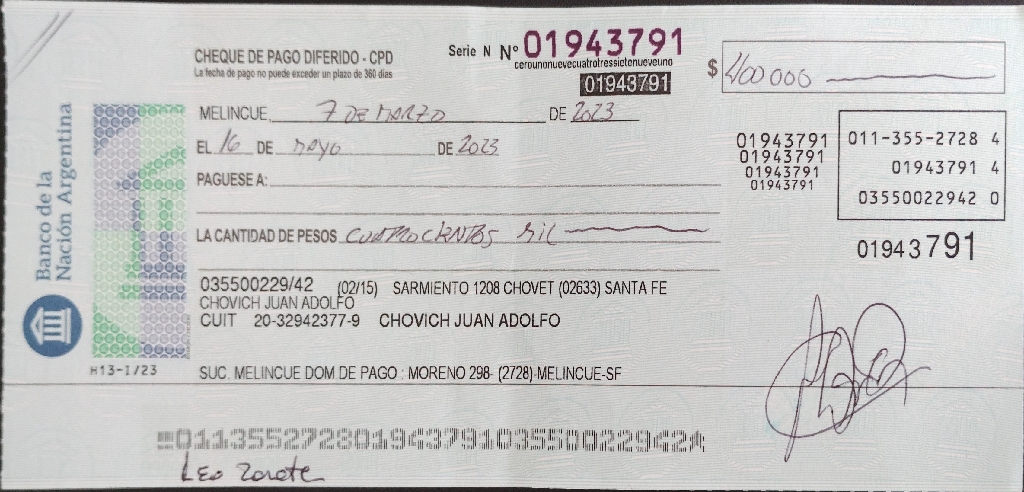 CHEQUE DE PAGO DIFERIDO - CPD
La fecha de pago no puede exceder un plazo de 360 días
Serie N Nº 01943791
cerounonuevecuatrotressietenueveuno
01943791
$ 400000
MELINCUE, 7 DE MARZO DE 2023
EL 16 DE MAYO DE 2023
PAGUESE A:
LA CANTIDAD DE PESOS CUATROCIENTOS MIL
01943791
01943791
01943791
01943791
011-355-2728 4
01943791 4
03550022942 0
01943791
Banco de la
Nación Argentina
035500229/42 (02/15) SARMIENTO 1208 CHOVET (02633) SANTA FE
CHOVICH JUAN ADOLFO
CUIT 20-32942377-9 CHOVICH JUAN ADOLFO
H13-I/23
SUC. MELINCUE DOM.DE PAGO : MORENO 298- (2728)-MELINCUE-SF
01135527280194379103550022942
Leo Zarate